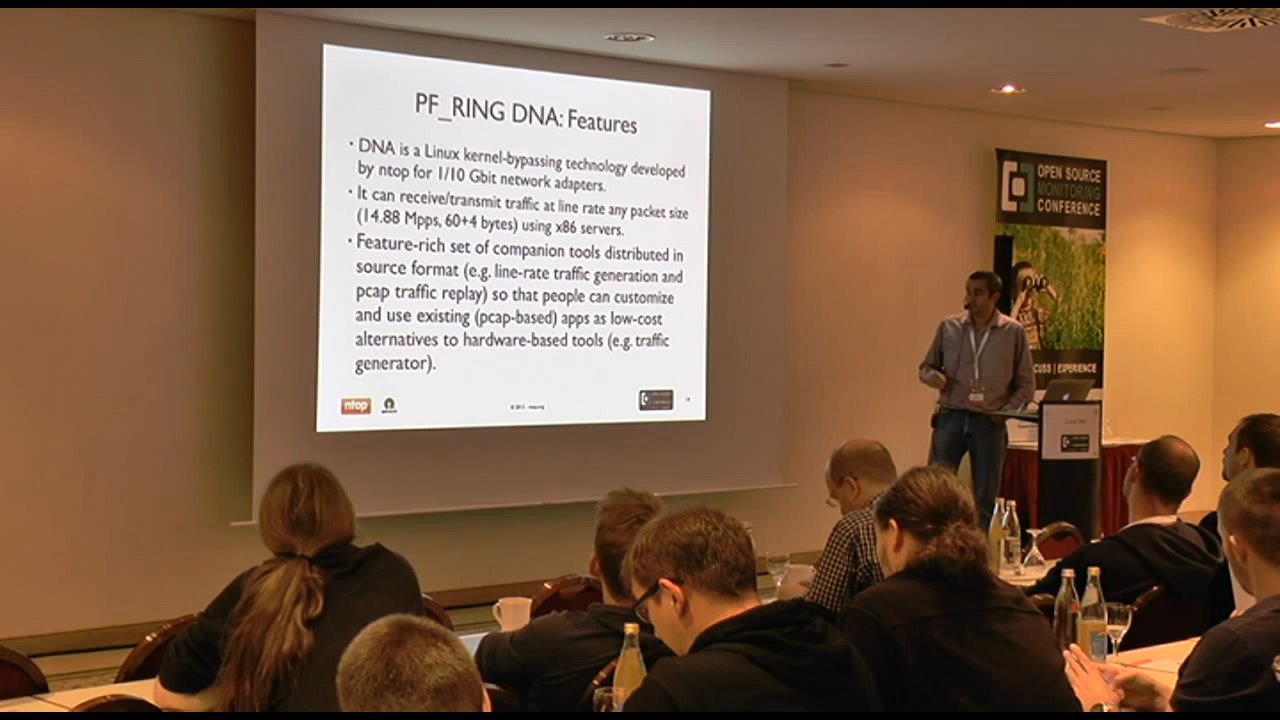 PF_RING DNA: Features
• DNA is a Linux kernel-bypassing technology developed
by ntop for 1/10 Gbit network adapters.
• It can receive/transmit traffic at line rate any packet size
(14.88 Mpps, 60+4 bytes) using x86 servers.
• Feature-rich set of companion tools distributed in
source format (e.g. line-rate traffic generation and
pcap traffic replay) so that people can customize
and use existing (pcap-based) apps as low-cost
alternatives to hardware-based tools (e.g. traffic
generator).
ntop
OPEN SOURCE
MONITORING
CONFERENCE
CUSS | EXPERIENCE